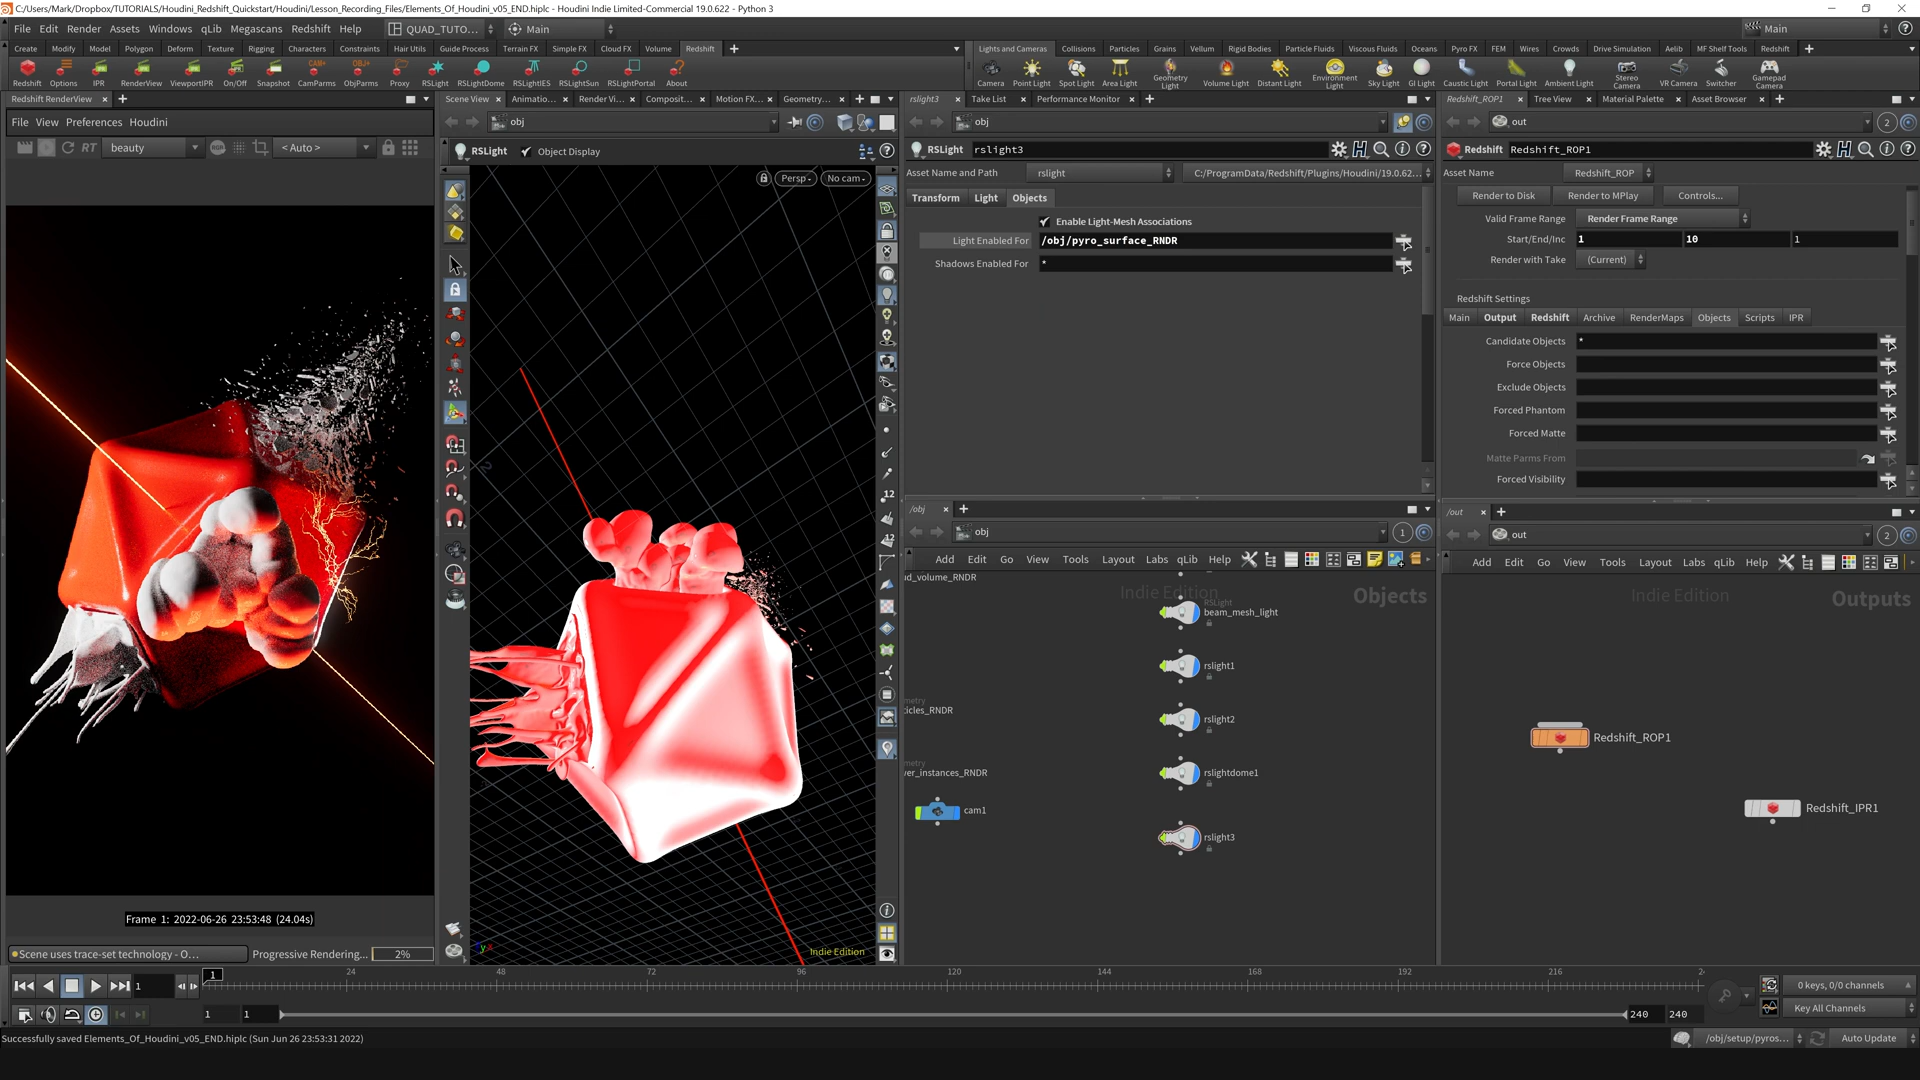 C:/Users/Mark/Dropbox/TUTORIALS/Houdini_Redshift_Quickstart/Houdini/Lesson_Recording_Files/Elements_Of_Houdini_v05_END.hiplc - Houdini Indie Limited-Commercial 19.0.622 - Python 3
File Edit Render Assets Windows qLib Megascans Redshift Help QUAD_TUTO... Main Main
Create Modify Model Polygon Deform Texture Rigging Characters Constraints Hair Utils Guide Process Terrain FX Simple FX Cloud FX Volume Redshift
Lights and Cameras Collisions Particles Grains Vellum Rigid Bodies Particle Fluids Viscous Fluids Oceans Pyro FX FEM Wires Crowds Drive Simulation Aelib MF Shelf Tools Redshift
Redshift Options IPR RenderView ViewportIPR On/Off Snapshot CamParms ObjParms Proxy RSLight RSLightDome RSLightIES RSLightSun RSLightPortal About
Camera Point Light Spot Light Area Light Geometry Light Volume Light Distant Light Environment Light Sky Light GI Light Caustic Light Portal Light Ambient Light Stereo Camera VR Camera Switcher Gamepad Camera
Redshift RenderView
File View Preferences Houdini
RT beauty < Auto >
Frame 1: 2022-06-26 23:53:48 (24.04s)
Scene uses trace-set technology - O...
Progressive Rendering... 2%
Scene View Animatio... Render Vi... Composit... Motion FX... Geometry...
obj
RSLight Object Display
Persp No cam
12
12
Indie Edition
rslight3 Take List Performance Monitor
obj
RSLight rslight3
Asset Name and Path rslight C:/ProgramData/Redshift/Plugins/Houdini/19.0.62...
Transform Light Objects
Enable Light-Mesh Associations
Light Enabled For /obj/pyro_surface_RNDR
Shadows Enabled For *
/obj
obj 1
Add Edit Go View Tools Layout Labs qLib Help
Indie Edition Objects
ud_volume_RNDR
RSLight
beam_mesh_light
rslight1
metry
icles_RNDR
rslight2
metry
ver_instances_RNDR
rslightdome1
cam1
rslight3
Redshift_ROP1 Tree View Material Palette Asset Browser
out 2
Redshift Redshift_ROP1
Asset Name Redshift_ROP
Render to Disk Render to MPlay Controls...
Valid Frame Range Render Frame Range
Start/End/Inc 1 10 1
Render with Take (Current)
Redshift Settings
Main Output Redshift Archive RenderMaps Objects Scripts IPR
Candidate Objects *
Force Objects
Exclude Objects
Forced Phantom
Forced Matte
Matte Parms From
Forced Visibility
/out
out 2
Add Edit Go View Tools Layout Labs qLib Help
Indie Edition Outputs
Redshift_ROP1
Redshift_IPR1
1 1 24 48 72 96 120 144 168 192 216
0 keys, 0/0 channels
1 1 240 240
Key All Channels
Successfully saved Elements_Of_Houdini_v05_END.hiplc (Sun Jun 26 23:53:31 2022)
/obj/setup/pyros... Auto Update